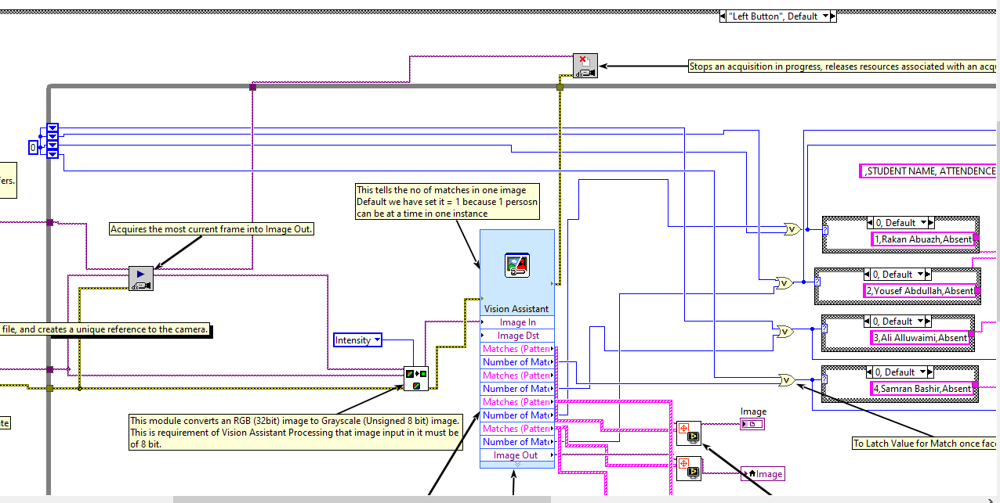 "Left Button", Default
Stops an acquisition in progress, releases resources associated with an acqu
0
fers.
,STUDENT NAME, ATTENDENCE
This tells the no of matches in one image
Default we have set it = 1 because 1 persosn
can be at a time in one instance
Acquires the most current frame into Image Out.
0, Default
1,Rakan Abuazh,Absent
0, Default
2,Yousef Abdullah,Absent
Vision Assistant
Image In
Image Dst
Matches (Pattern
Number of Matc
Matches (Pattern
Number of Matc
Matches (Pattern
Number of Matc
Matches (Pattern
Number of Matc
Image Out
0, Default
3,Ali Alluwaimi,Absent
file, and creates a unique reference to the camera.
Intensity
0, Default
4,Samran Bashir,Absent
Image
ate
This module converts an RGB (32bit) image to Grayscale (Unsigned 8 bit) image.
This is requirement of Vision Assistant Processing that image input in it must be
of 8 bit.
To Latch Value for Match once face
Image